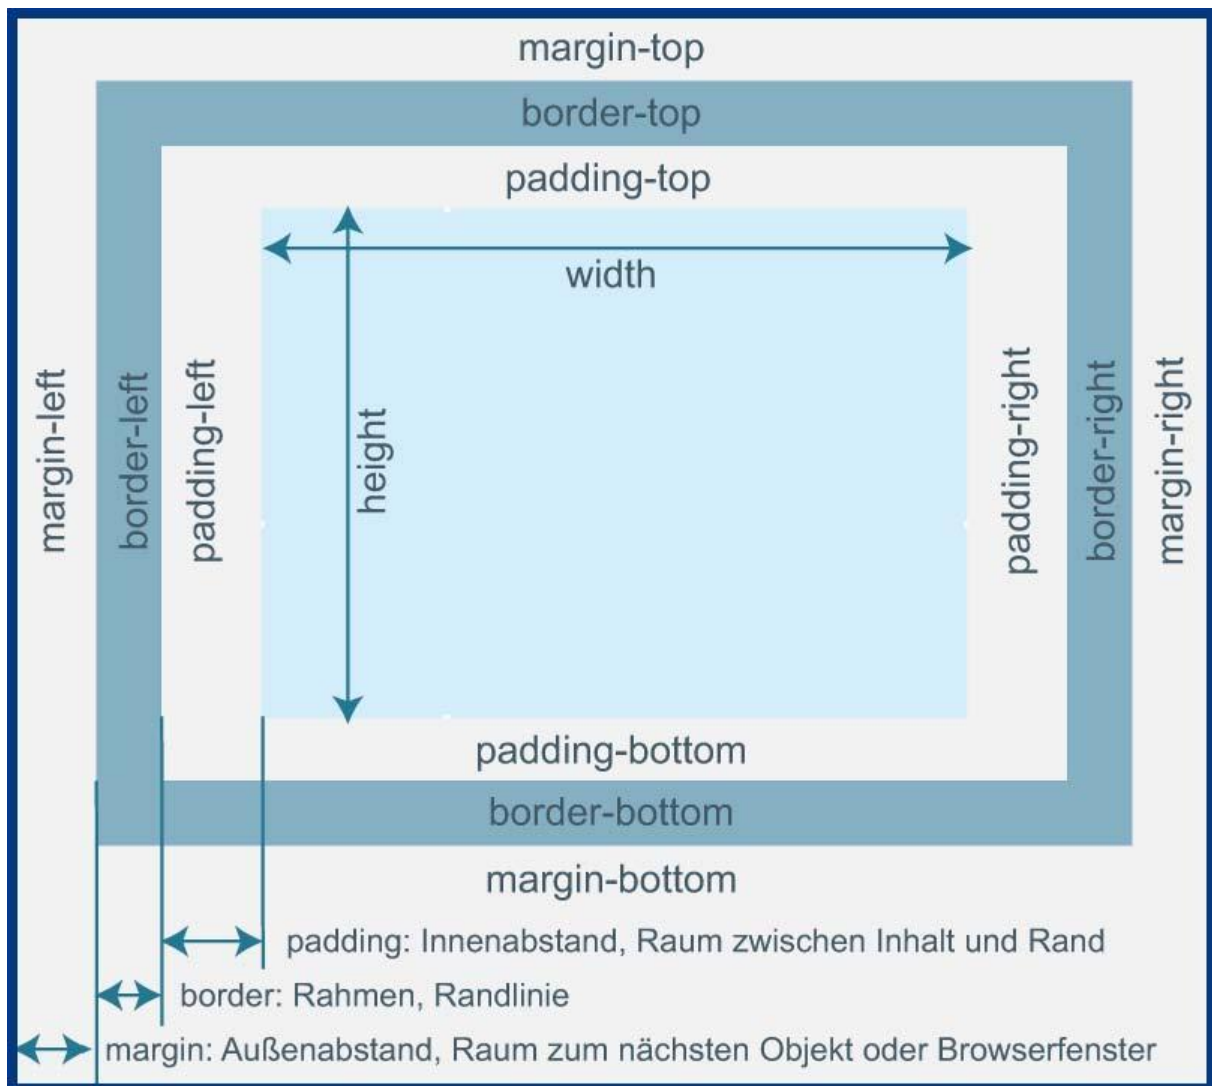 margin-top
border-top
padding-top
width
height
margin-left
border-left
padding-left
padding-right
border-right
margin-right
padding-bottom
border-bottom
margin-bottom
padding: Innenabstand, Raum zwischen Inhalt und Rand
border: Rahmen, Randlinie
margin: Außenabstand, Raum zum nächsten Objekt oder Browserfenster